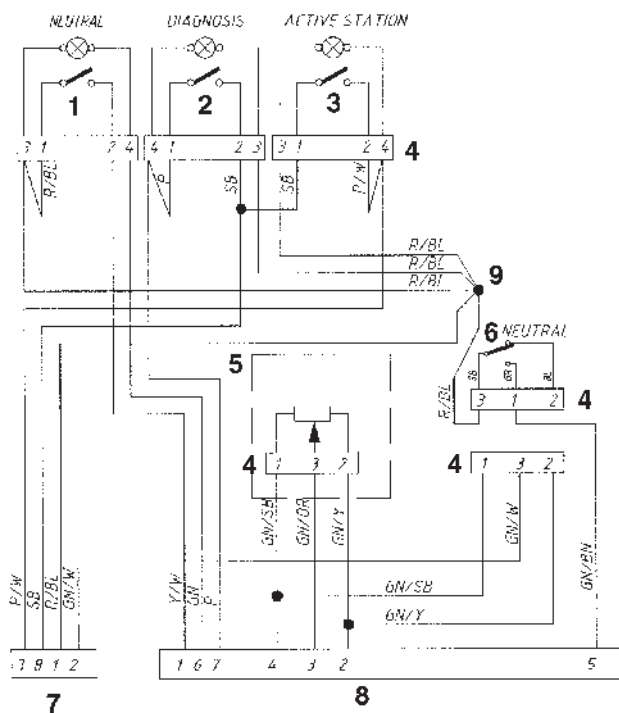 NEUTRAL DIAGNOSIS ACTIVE STATION
1 2 3
3 1 2 4 4 1 2 3 3 1 2 4 4
R/BL P SB SB P/W
R/BL
R/BL
R/BL
9
6 NEUTRAL
5
SB BL
R/BL
3 1 2 4
4 1 3 2
4 1 3 2
GN/SB GN/OR GN/Y GN/W GN/BN
P/W SB R/BL GN/W Y/W GN P
GN/SB
GN/Y
8 1 2 1 6 7 4 3 2 5
7 8